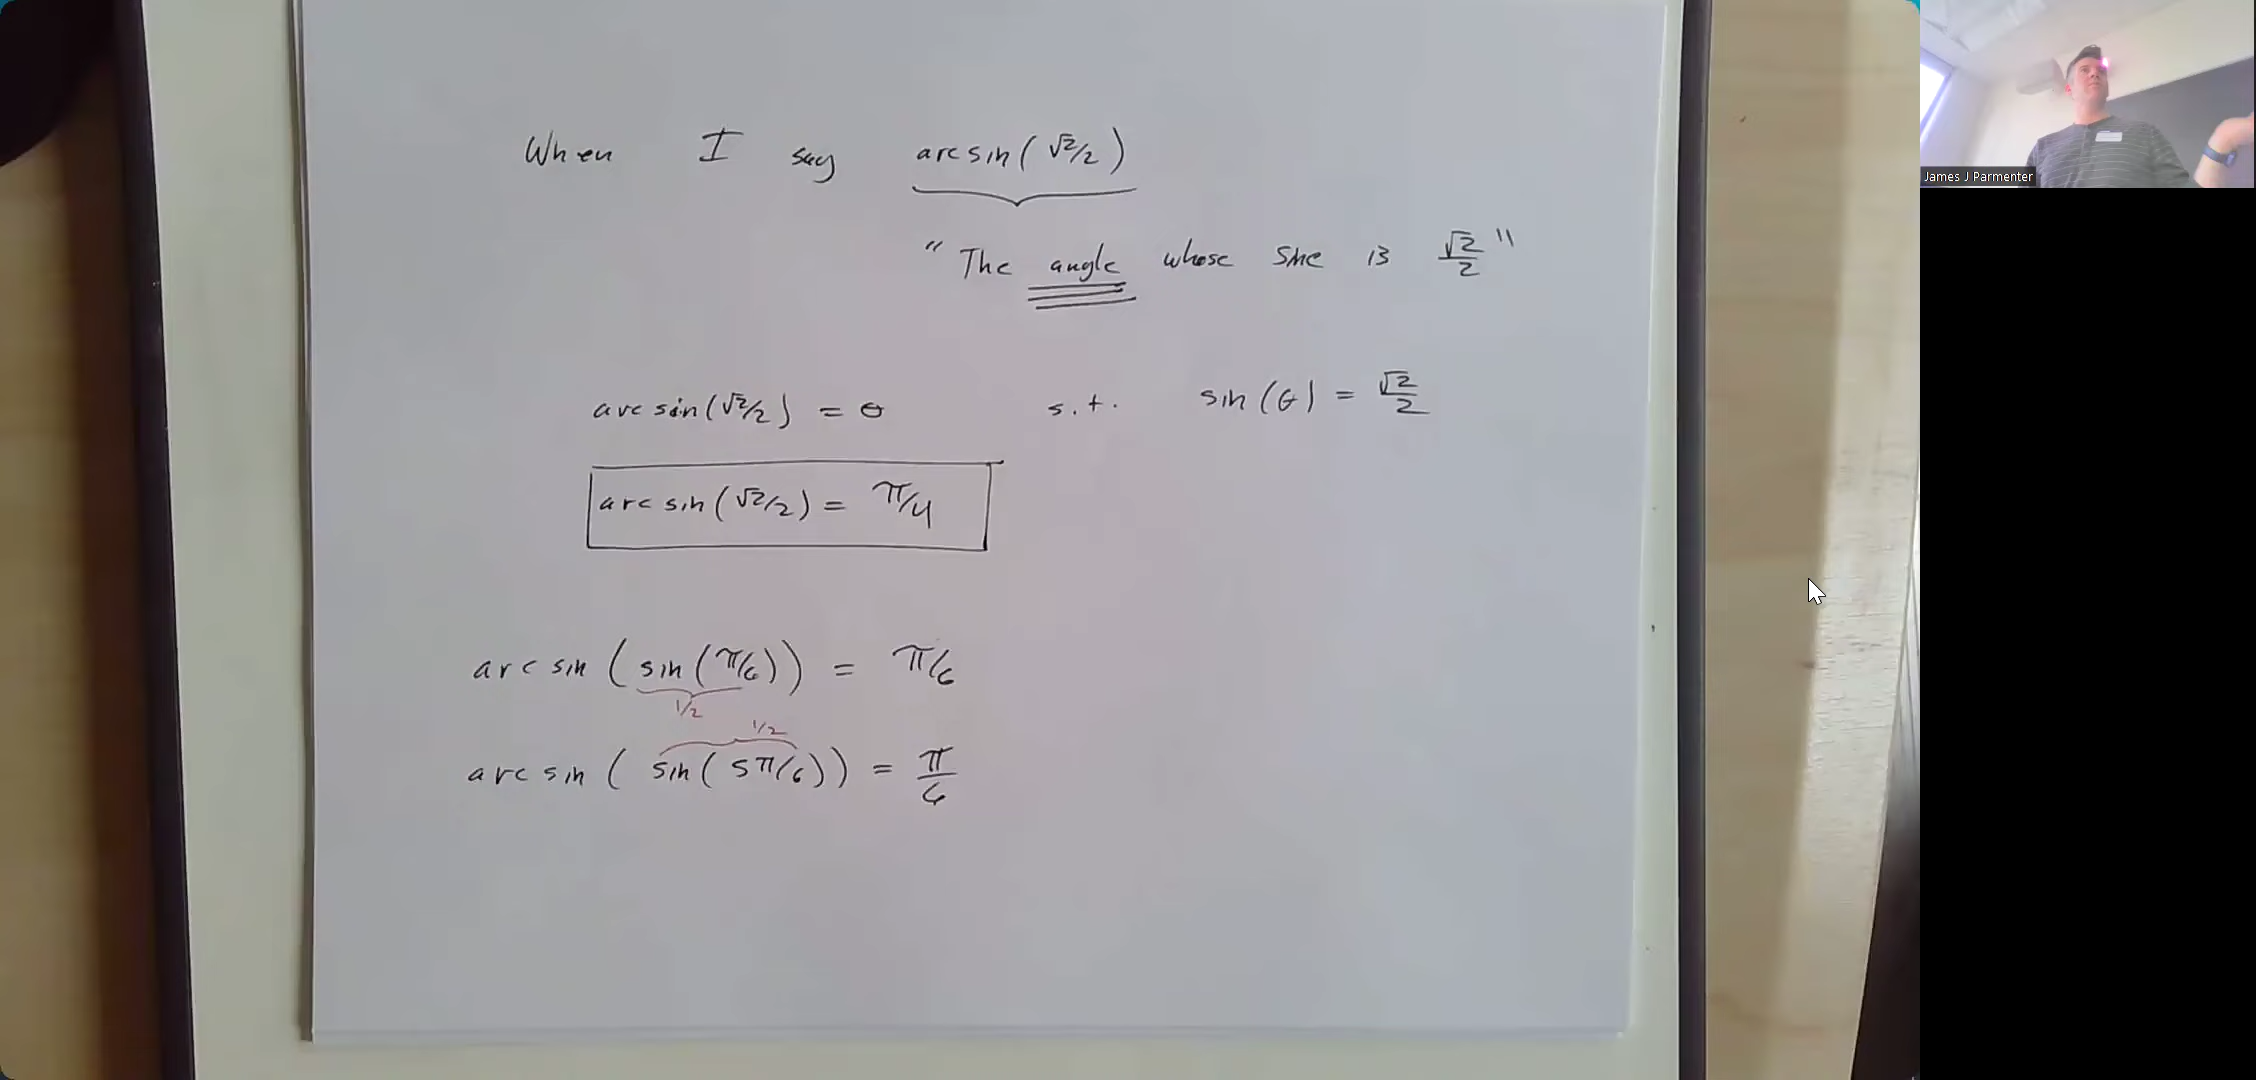 When I say arcsin(√2/2)
"The angle whose sine is √2/2"
arcsin(√2/2) = θ s.t. sin(θ) = √2/2
arcsin(√2/2) = π/4
arcsin(sin(π/6)) = π/6
1/2
1/2
arcsin(sin(5π/6)) = π/6
James J Parmenter